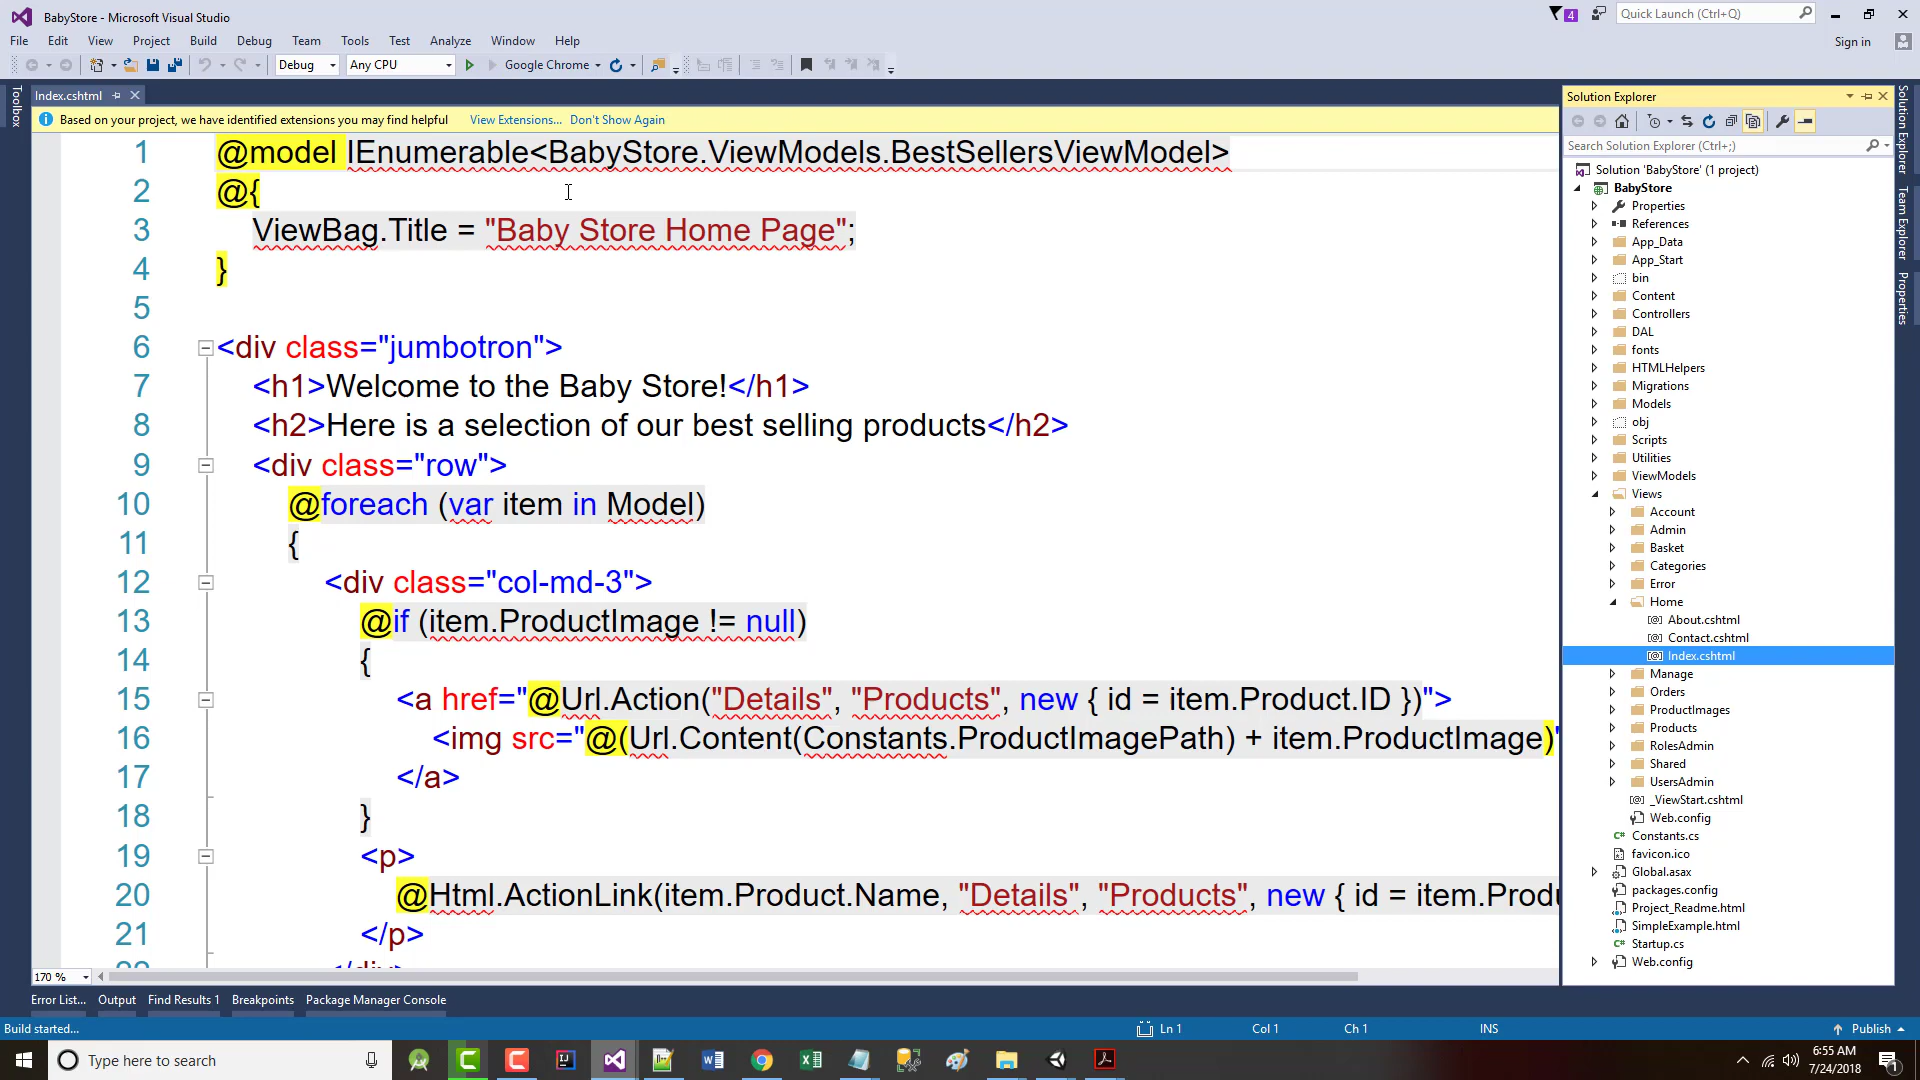 BabyStore - Microsoft Visual Studio
4
Quick Launch (Ctrl+Q)
File Edit View Project Build Debug Team Tools Test Analyze Window Help
Sign in
Debug Any CPU Google Chrome
Toolbox
Index.cshtml
Based on your project, we have identified extensions you may find helpful View Extensions... Don't Show Again
1 @model IEnumerable<BabyStore.ViewModels.BestSellersViewModel>
2 @{
3 ViewBag.Title = "Baby Store Home Page";
4 }
5
6 <div class="jumbotron">
7 <h1>Welcome to the Baby Store!</h1>
8 <h2>Here is a selection of our best selling products</h2>
9 <div class="row">
10 @foreach (var item in Model)
11 {
12 <div class="col-md-3">
13 @if (item.ProductImage != null)
14 {
15 <a href="@Url.Action("Details", "Products", new { id = item.Product.ID })">
16 <img src="@(Url.Content(Constants.ProductImagePath) + item.ProductImage)"
17 </a>
18 }
19 <p>
20 @Html.ActionLink(item.Product.Name, "Details", "Products", new { id = item.Produ
21 </p>
22 </div>
170 %
Solution Explorer
Search Solution Explorer (Ctrl+;)
Solution 'BabyStore' (1 project)
BabyStore
Properties
References
App_Data
App_Start
bin
Content
Controllers
DAL
fonts
HTMLHelpers
Migrations
Models
obj
Scripts
Utilities
ViewModels
Views
Account
Admin
Basket
Categories
Error
Home
About.cshtml
Contact.cshtml
Index.cshtml
Manage
Orders
ProductImages
Products
RolesAdmin
Shared
UsersAdmin
_ViewStart.cshtml
Web.config
Constants.cs
favicon.ico
Global.asax
packages.config
Project_Readme.html
SimpleExample.html
Startup.cs
Web.config
Solution Explorer
Team Explorer
Properties
Error List... Output Find Results 1 Breakpoints Package Manager Console
Build started... Ln 1 Col 1 Ch 1 INS Publish
Type here to search
6:55 AM
7/24/2018
1